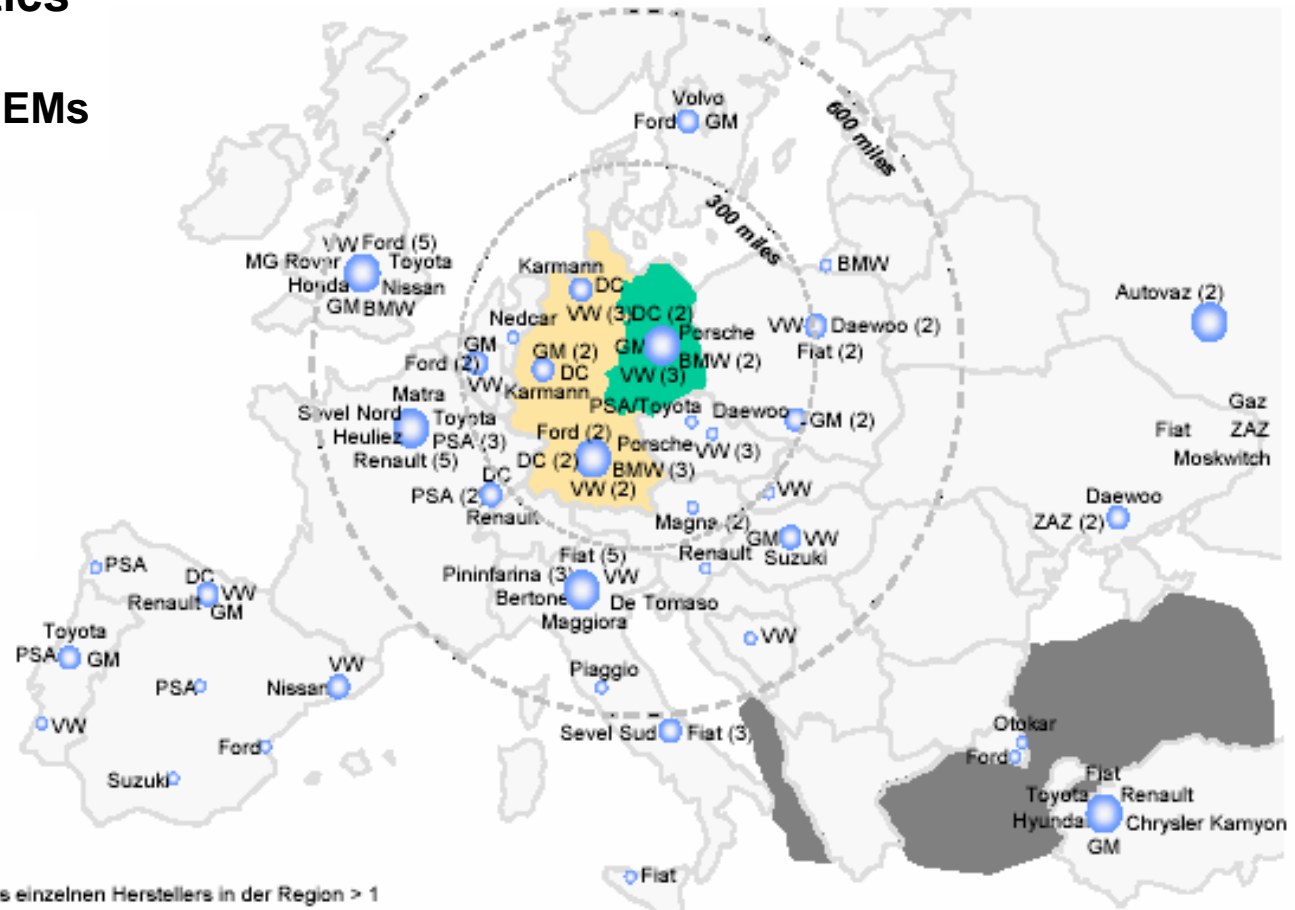 EMs
600 miles
300 miles
Volvo
Ford GM
VW Ford (5)
MG Rover Toyota
Honda Nissan
GM BMW
Karmann
DC
VW (3) DC (2)
Porsche
GM
BMW (2)
VW (3)
BMW
VW Daewoo (2)
Fiat (2)
Autovaz (2)
Nedcar
GM
Ford (2)
VW
GM (2)
DC
Karmann
Matra
Sevel Nord Toyota
Heuliez PSA (3)
Renault (5)
PSA/Toyota
Daewoo GM (2)
VW (3)
Ford (2)
Porsche
DC (2) BMW (3)
VW (2)
DC
PSA (2)
Renault
VW
Magna (2)
GM VW
Suzuki
Renault
Gaz
Fiat ZAZ
Moskwitch
Daewoo
ZAZ (2)
Fiat (5)
Pininfarina (3) VW
Bertone De Tomaso
Maggiora
PSA
DC
Renault VW
GM
Toyota
PSA GM
PSA
VW
Nissan
VW
Ford
Suzuki
VW
Piaggio
Sevel Sud Fiat (3)
Otokar
Ford
Fiat
Toyota Renault
Hyundai Chrysler Kamyon
GM
Fiat
s einzelnen Herstellers in der Region > 1